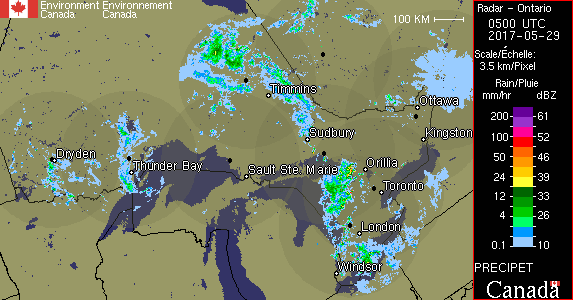 Environment Environnement
Canada Canada
100 KM
Timmins
Ottawa
Sudbury
Kingston
Dryden
Thunder Bay
Sault Ste. Marie
Orillia
Toronto
London
Windsor
Radar - Ontario
0500 UTC
2017-05-29
Scale/Échelle:
3.5 km/Pixel
Rain/Pluie
mm/hr dBZ
200 61
100 52
50 46
24 39
12 33
4 26
0.1 10
PRECIPET
Canada